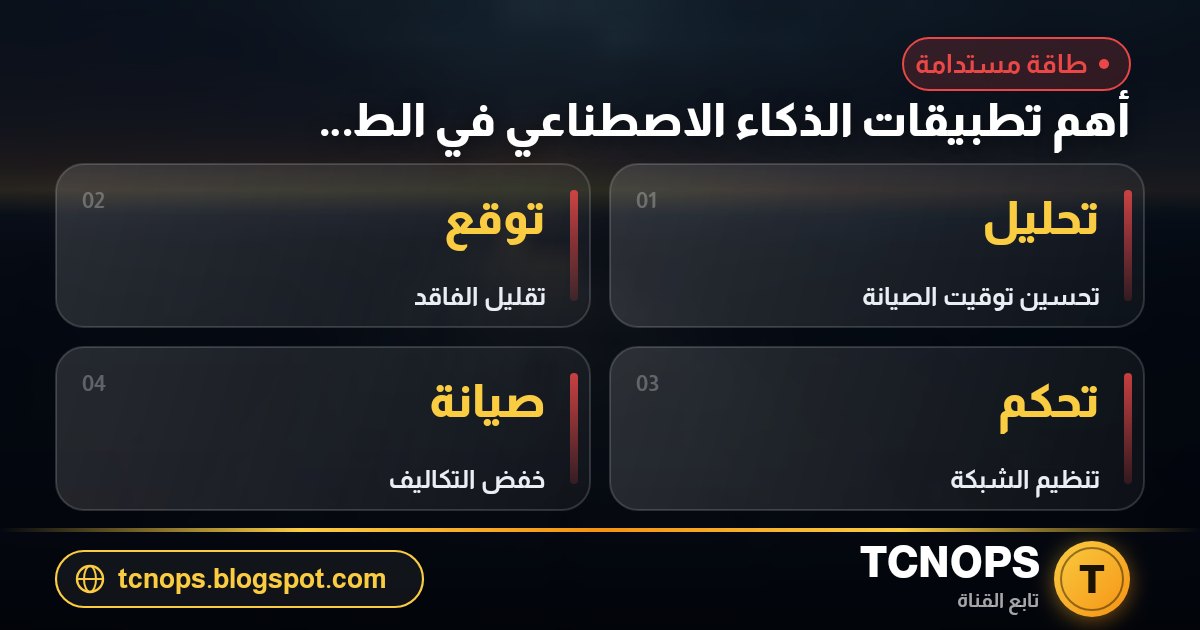 طاقة مستدامة
أهم تطبيقات الذكاء الاصطناعي في الط...
01
تحليل
تحسين توقيت الصيانة
02
توقع
تقليل الفاقد
03
تحكم
تنظيم الشبكة
04
صيانة
خفض التكاليف
T
TCNOPS
تابع القناة
tcnops.blogspot.com